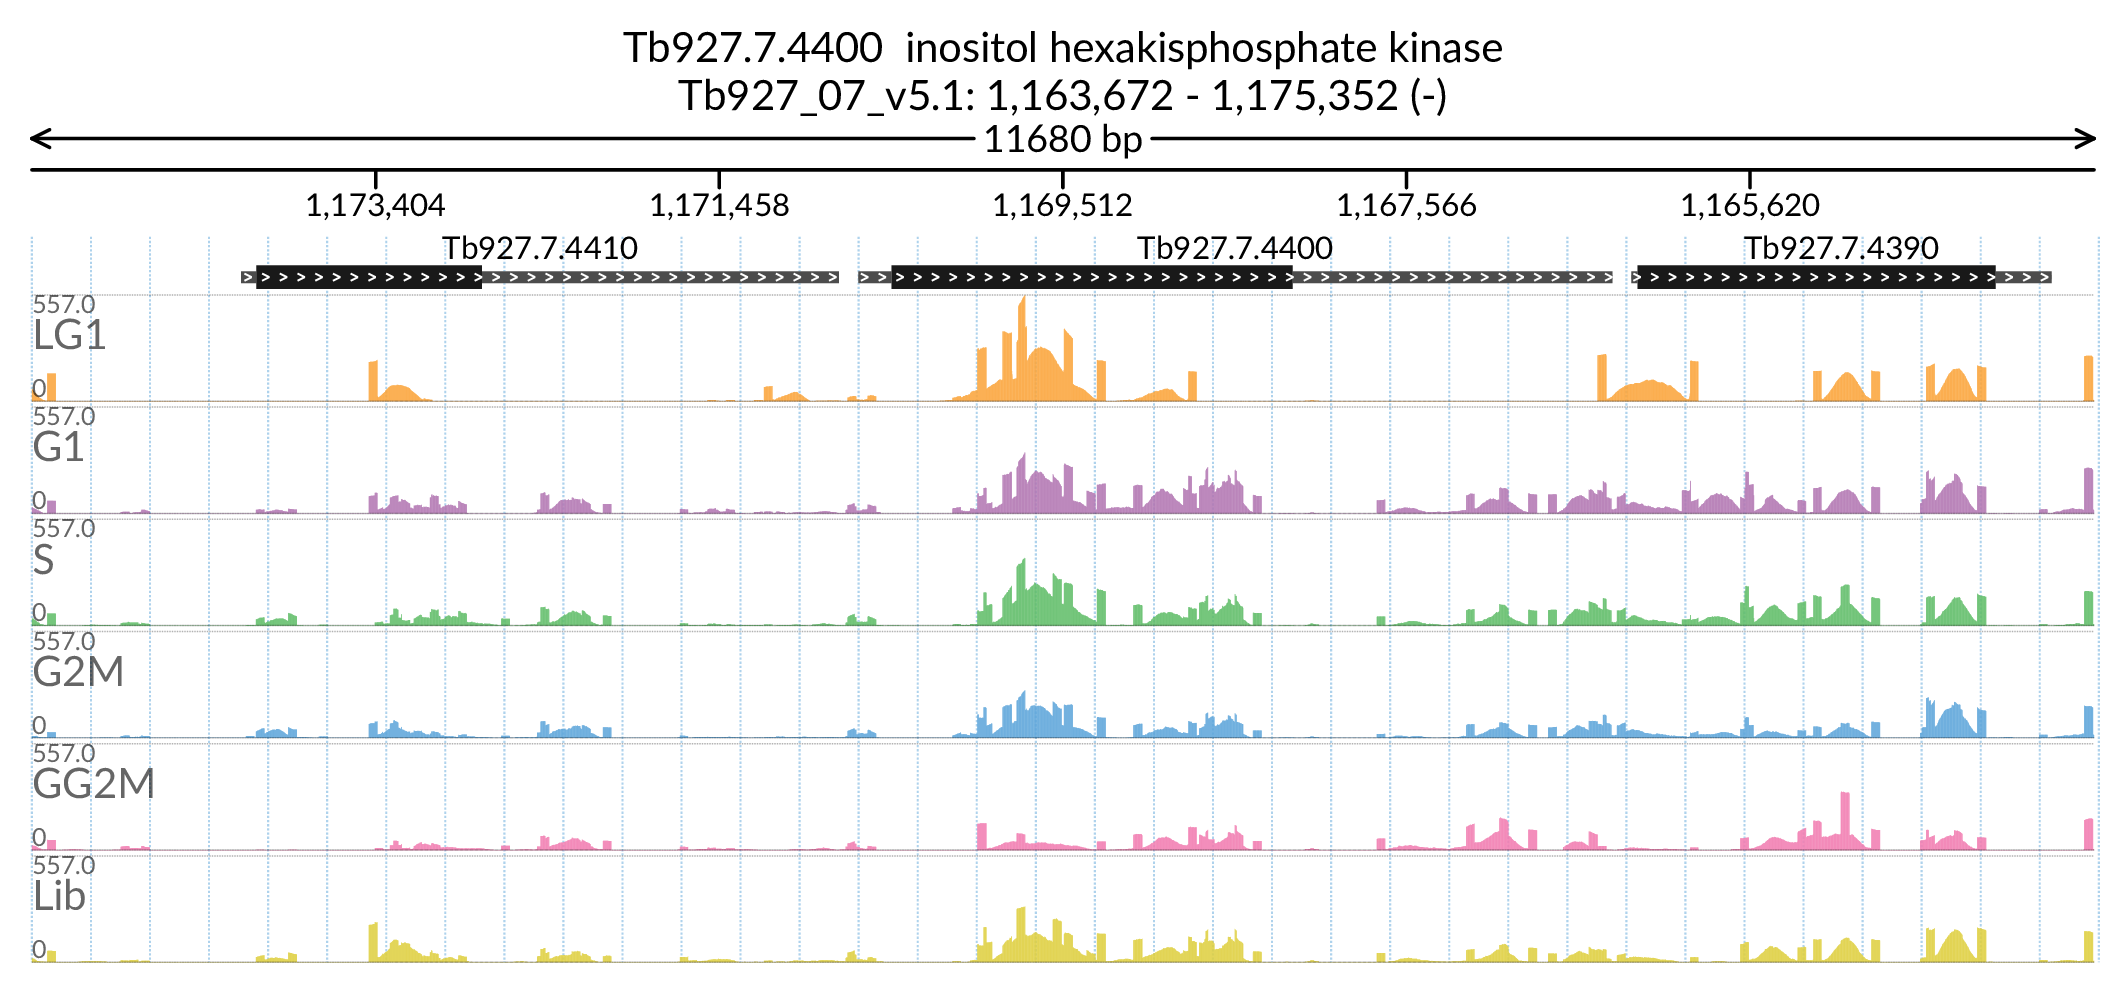 Tb927.7.4400  inositol hexakisphosphate kinase
Tb927_07_v5.1: 1,163,672 - 1,175,352 (-)
11680 bp
1,173,404 1,171,458 1,169,512 1,167,566 1,165,620
Tb927.7.4410 Tb927.7.4400 Tb927.7.4390
557.0
LG1
0
557.0
G1
0
557.0
S
0
557.0
G2M
0
557.0
GG2M
0
557.0
Lib
0